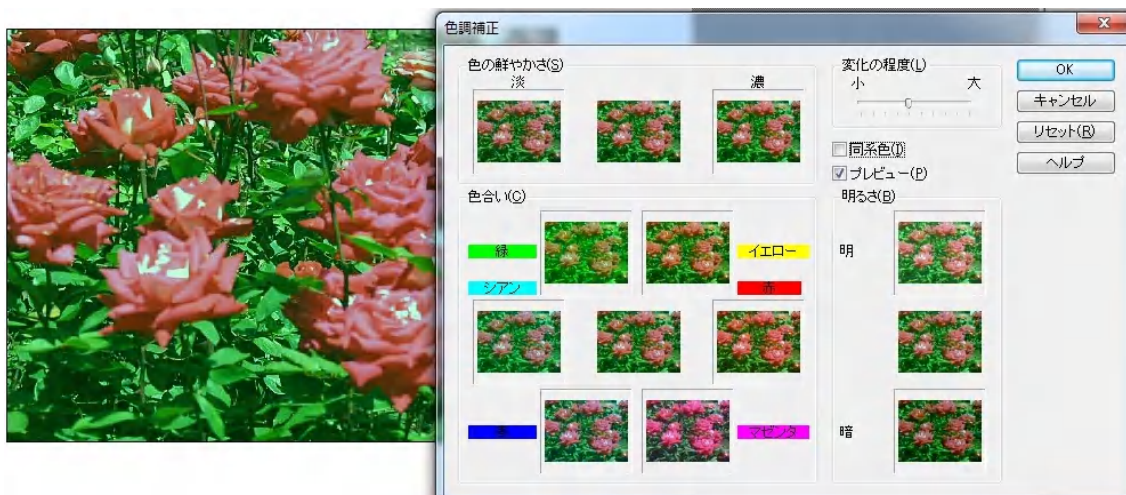 色調補正
色の鮮やかさ(S)
淡
濃
変化の程度(L)
小
大
OK
キャンセル
リセット(R)
ヘルプ
同系色(I)
プレビュー(P)
色合い(C)
緑
イエロー
シアン
赤
青
マゼンタ
明るさ(B)
明
暗